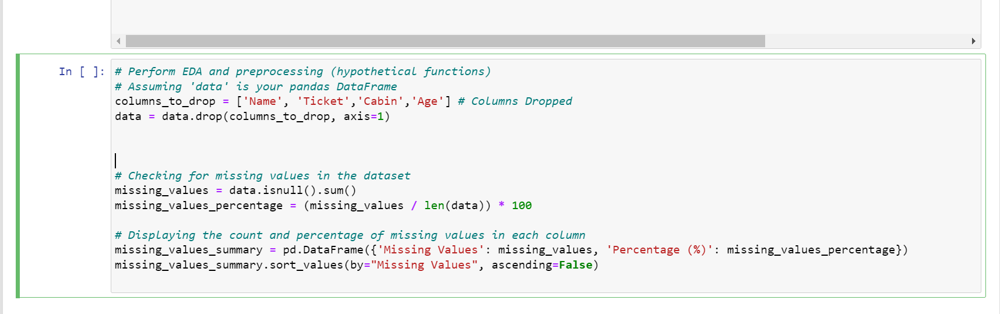 In [ ]:
# Perform EDA and preprocessing (hypothetical functions)
# Assuming 'data' is your pandas DataFrame
columns_to_drop = ['Name', 'Ticket','Cabin','Age'] # Columns Dropped
data = data.drop(columns_to_drop, axis=1)
# Checking for missing values in the dataset
missing_values = data.isnull().sum()
missing_values_percentage = (missing_values / len(data)) * 100
# Displaying the count and percentage of missing values in each column
missing_values_summary = pd.DataFrame({'Missing Values': missing_values, 'Percentage (%)': missing_values_percentage})
missing_values_summary.sort_values(by="Missing Values", ascending=False)